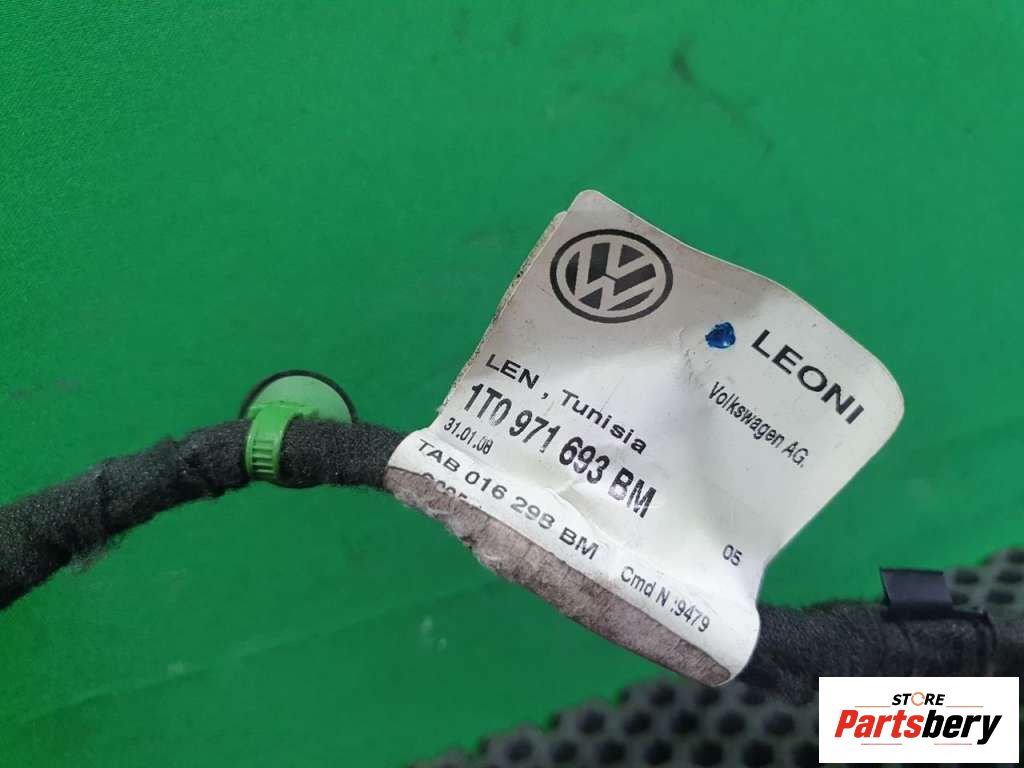 LEONI
Volkswagen AG.
LEN , Tunisia
1T0 971 693 BM
31.01.08
05
TAB 016 298 BM
Cmd N :9479
STORE
Partsbery